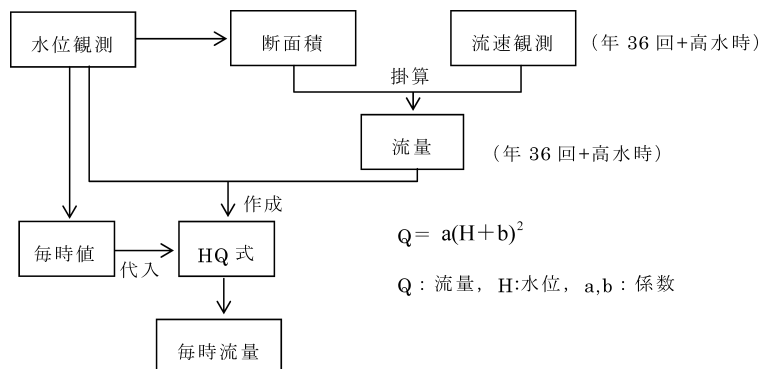 水位観測
断面積
流速観測
(年 36 回+高水時)
掛算
流量
(年 36 回+高水時)
作成
毎時値
代入
HQ 式
Q= a(H+b)²
Q：流量，H:水位，a,b：係数
毎時流量